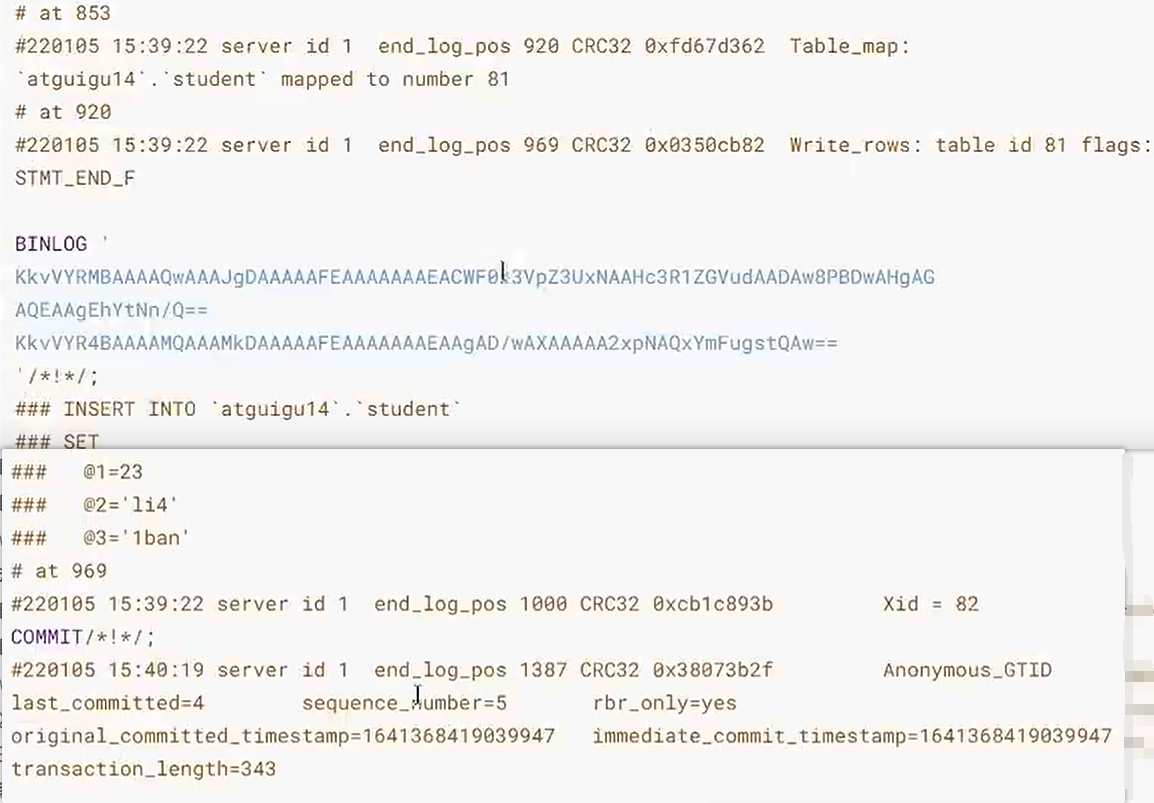 # at 853
#220105 15:39:22 server id 1  end_log_pos 920 CRC32 0xfd67d362  Table_map:
`atguigu14`.`student` mapped to number 81
# at 920
#220105 15:39:22 server id 1  end_log_pos 969 CRC32 0x0350cb82  Write_rows: table id 81 flags:
STMT_END_F
BINLOG '
KkvVYRMBAAAAQwAAAJgDAAAAAFEAAAAAAAEACWF0Z3VpZ3UxNAAHc3R1ZGVudAADAw8PBDwAHgAG
AQEAAgEhYtNn/Q==
KkvVYR4BAAAAMQAAAMkDAAAAAFEAAAAAAAEAAgAD/wAXAAAAA2xpNAQxYmFugstQAw==
'/*!*/;
### INSERT INTO `atguigu14`.`student`
### SET
###   @1=23
###   @2='li4'
###   @3='1ban'
# at 969
#220105 15:39:22 server id 1  end_log_pos 1000 CRC32 0xcb1c893b         Xid = 82
COMMIT/*!*/;
#220105 15:40:19 server id 1  end_log_pos 1387 CRC32 0x38073b2f         Anonymous_GTID
last_committed=4        sequence_number=5       rbr_only=yes
original_committed_timestamp=1641368419039947   immediate_commit_timestamp=1641368419039947
transaction_length=343